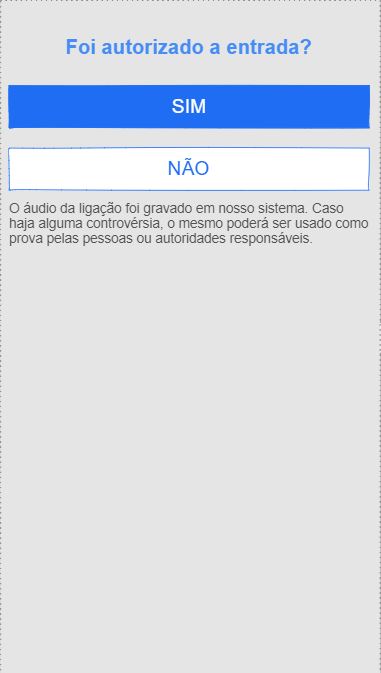 Foi autorizado a entrada?
SIM
NÃO
O áudio da ligação foi gravado em nosso sistema. Caso
haja alguma controvérsia, o mesmo poderá ser usado como
prova pelas pessoas ou autoridades responsáveis.